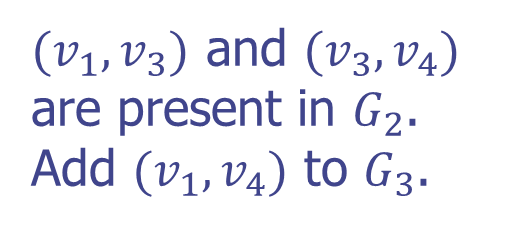 (𝑣₁, 𝑣₃) and (𝑣₃, 𝑣₄)
are present in 𝐺₂.
Add (𝑣₁, 𝑣₄) to 𝐺₃.